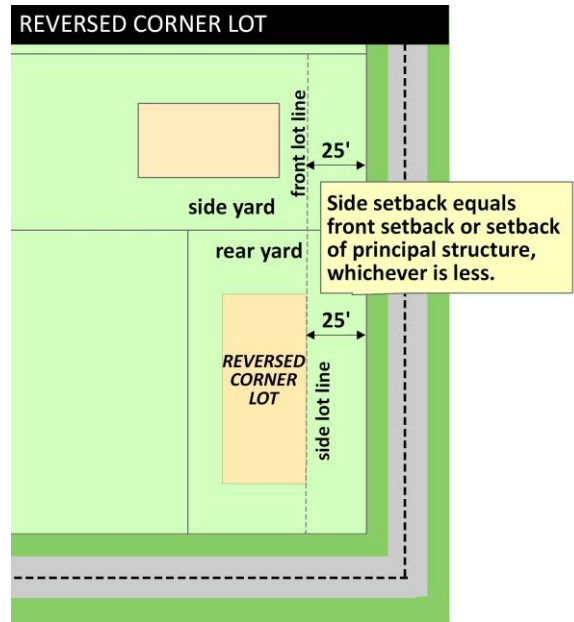 REVERSED CORNER LOT
front lot line
25'
side yard
Side setback equals
front setback or setback
of principal structure,
whichever is less.
rear yard
25'
REVERSED
CORNER
LOT
side lot line